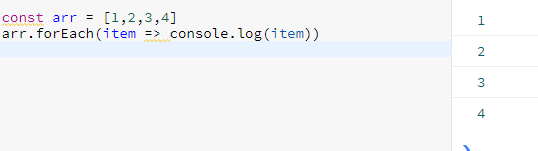 const arr = [1,2,3,4]
arr.forEach(item => console.log(item))
1
2
3
4